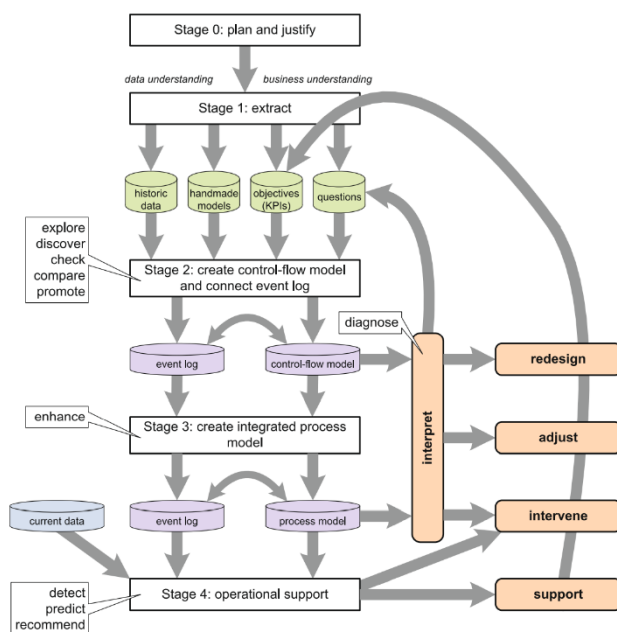 Stage 0: plan and justify
data understanding
business understanding
Stage 1: extract
historic
data
handmade
models
objectives
(KPIs)
questions
explore
discover
check
compare
promote
Stage 2: create control-flow model
and connect event log
diagnose
event log
control-flow model
redesign
enhance
Stage 3: create integrated process
model
interpret
adjust
current data
event log
process model
intervene
detect
predict
recommend
Stage 4: operational support
support